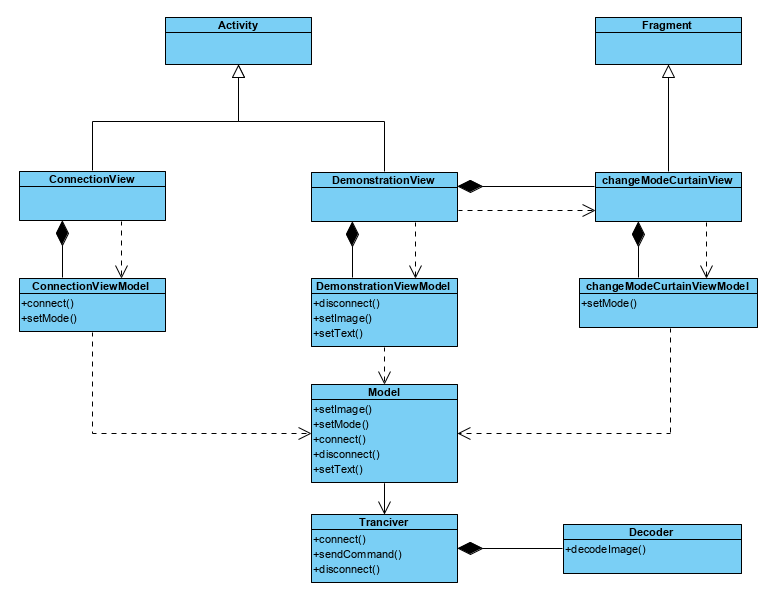 Activity
Fragment
ConnectionView
DemonstrationView
changeModeCurtainView
ConnectionViewModel
+connect()
+setMode()
DemonstrationViewModel
+disconnect()
+setImage()
+setText()
changeModeCurtainViewModel
+setMode()
Model
+setImage()
+setMode()
+connect()
+disconnect()
+setText()
Tranciver
+connect()
+sendCommand()
+disconnect()
Decoder
+decodeImage()